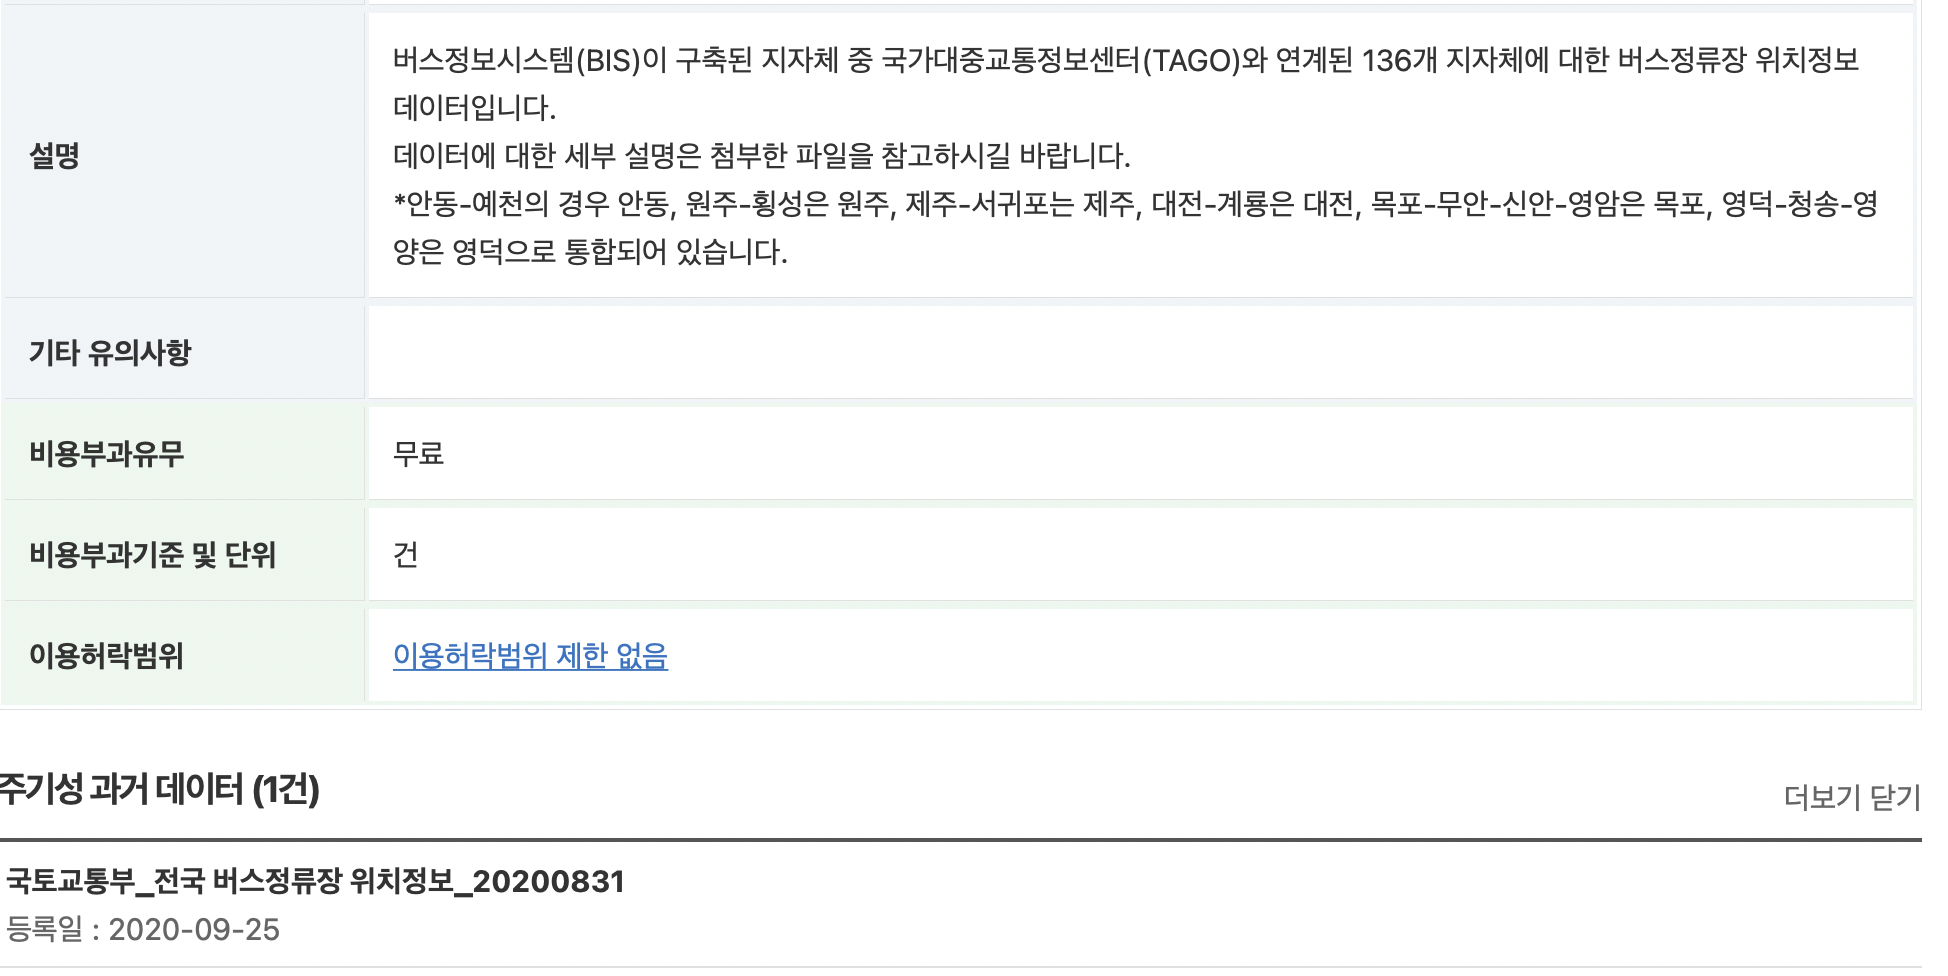 설명
버스정보시스템(BIS)이 구축된 지자체 중 국가대중교통정보센터(TAGO)와 연계된 136개 지자체에 대한 버스정류장 위치정보
데이터입니다.
데이터에 대한 세부 설명은 첨부한 파일을 참고하시길 바랍니다.
*안동-예천의 경우 안동, 원주-횡성은 원주, 제주-서귀포는 제주, 대전-계룡은 대전, 목포-무안-신안-영암은 목포, 영덕-청송-영
양은 영덕으로 통합되어 있습니다.
기타 유의사항
비용부과유무
무료
비용부과기준 및 단위
건
이용허락범위
이용허락범위 제한 없음
주기성 과거 데이터 (1건)
더보기 닫기
국토교통부_전국 버스정류장 위치정보_20200831
등록일 : 2020-09-25